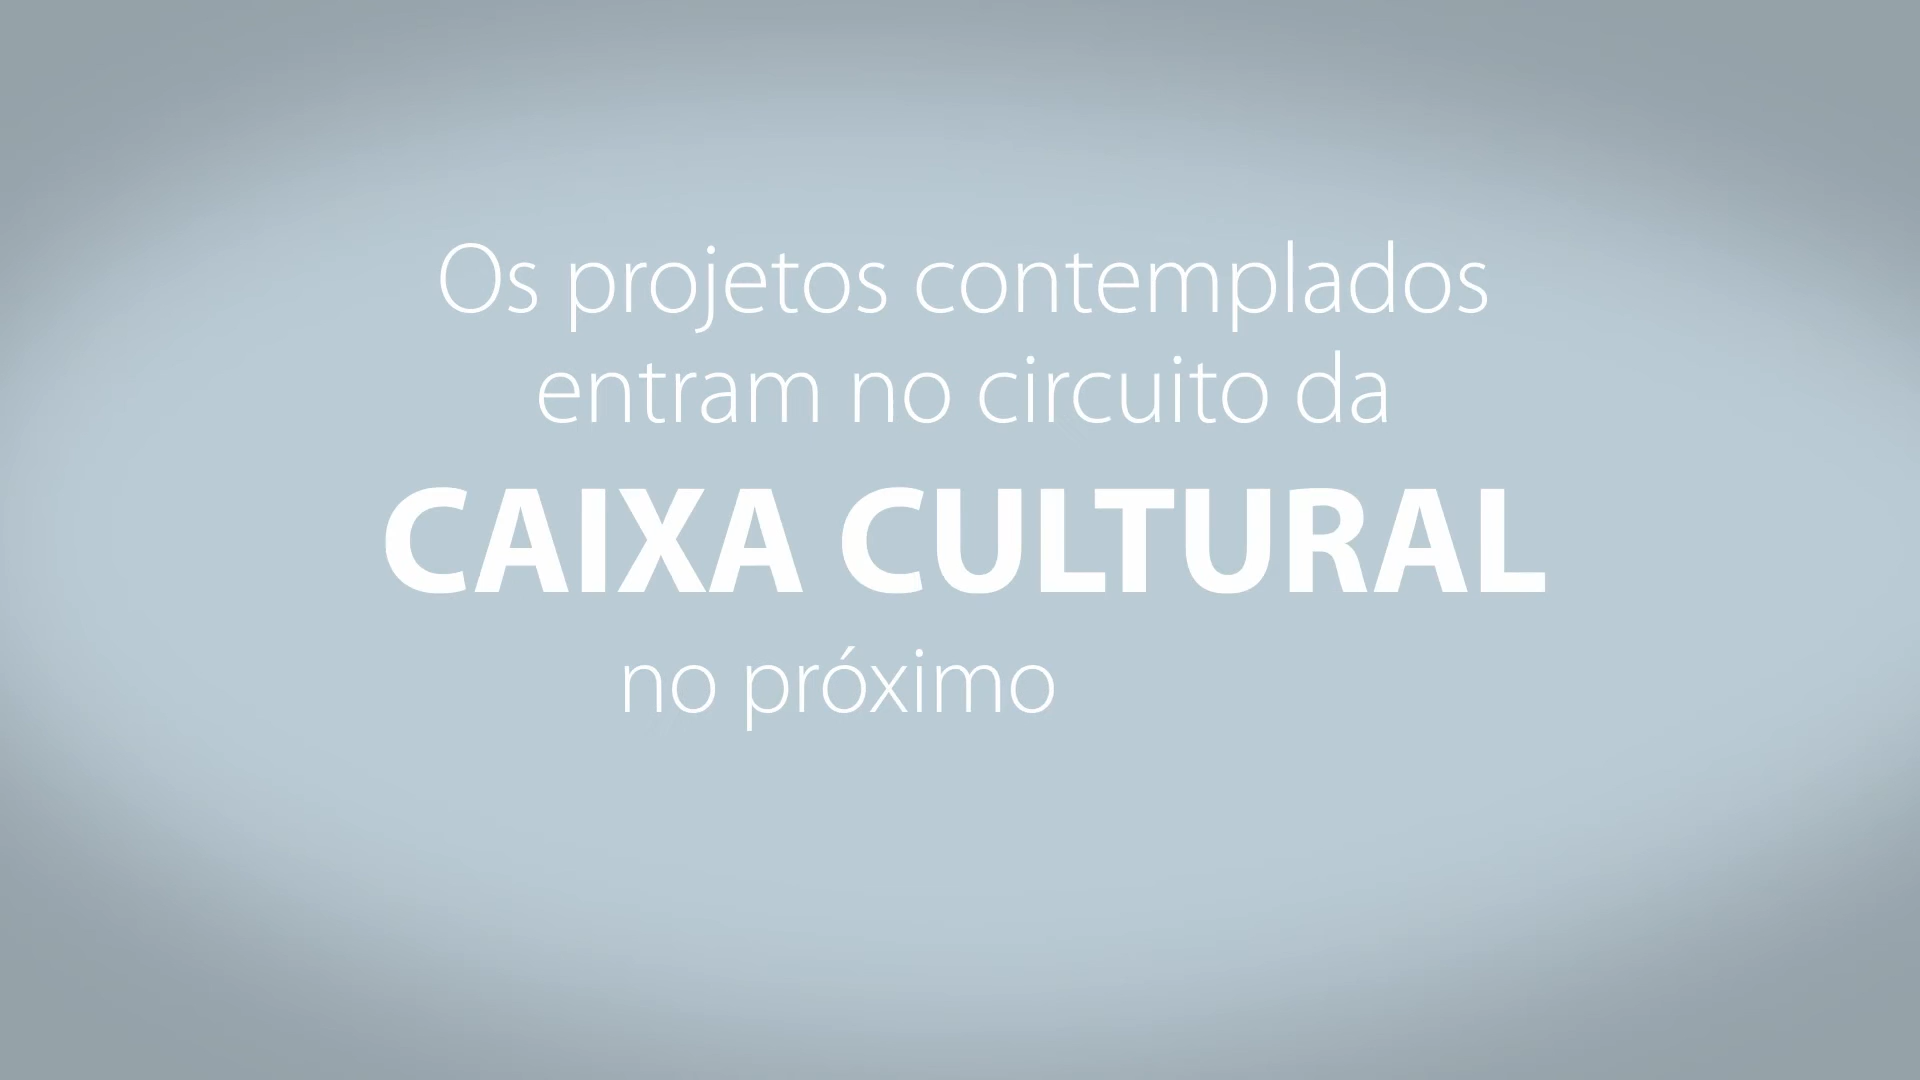 Os projetos contemplados
entram no circuito da
CAIXA CULTURAL
no próximo